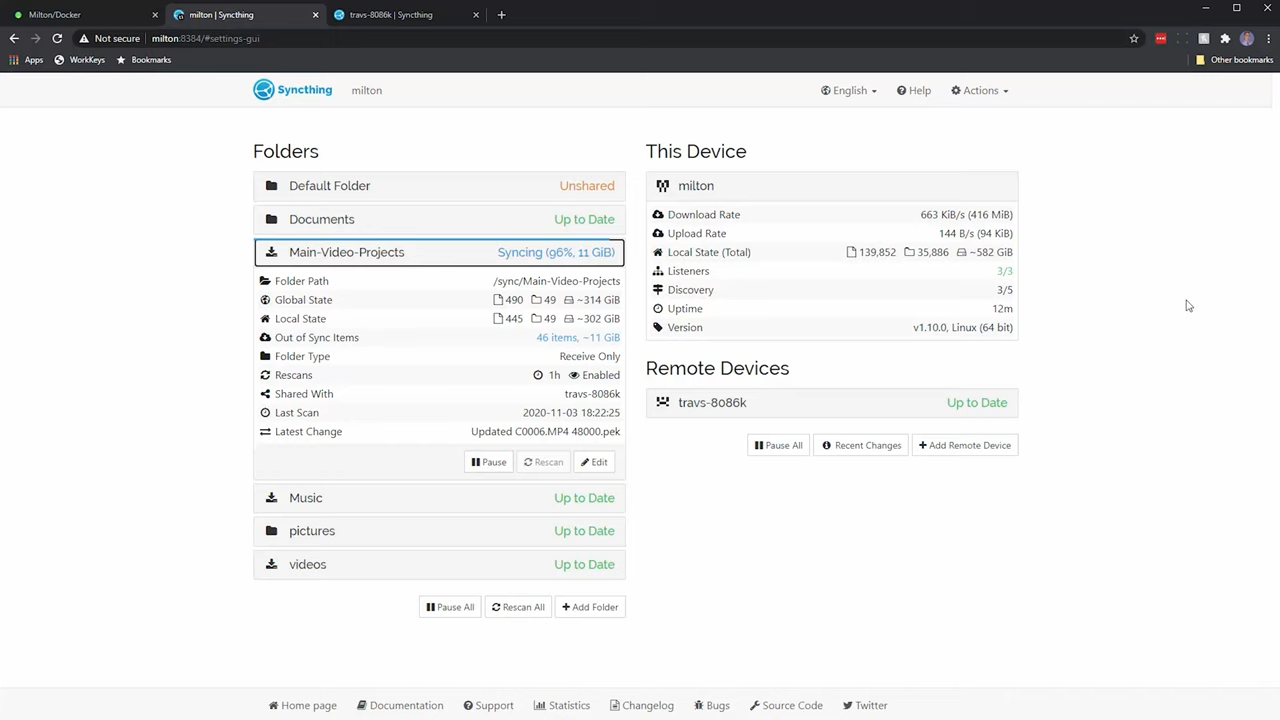 Milton/Docker
milton | Syncthing
travs-8086k | Syncthing
Not secure
milton:8384/#settings-gui
Apps
WorkKeys
Bookmarks
Other bookmarks
Syncthing
milton
English
Help
Actions
Folders
Default Folder Unshared
Documents Up to Date
Main-Video-Projects Syncing (96%, 11 GiB)
Folder Path /sync/Main-Video-Projects
Global State 490 49 ~314 GiB
Local State 445 49 ~302 GiB
Out of Sync Items 46 items, ~11 GiB
Folder Type Receive Only
Rescans 1h Enabled
Shared With travs-8086k
Last Scan 2020-11-03 18:22:25
Latest Change Updated C0006.MP4 48000.pek
Pause Rescan Edit
Music Up to Date
pictures Up to Date
videos Up to Date
Pause All Rescan All Add Folder
This Device
milton
Download Rate 663 KiB/s (416 MiB)
Upload Rate 144 B/s (94 KiB)
Local State (Total) 139,852 35,886 ~582 GiB
Listeners 3/3
Discovery 3/5
Uptime 12m
Version v1.10.0, Linux (64 bit)
Remote Devices
travs-8086k Up to Date
Pause All Recent Changes Add Remote Device
Home page Documentation Support Statistics Changelog Bugs Source Code Twitter